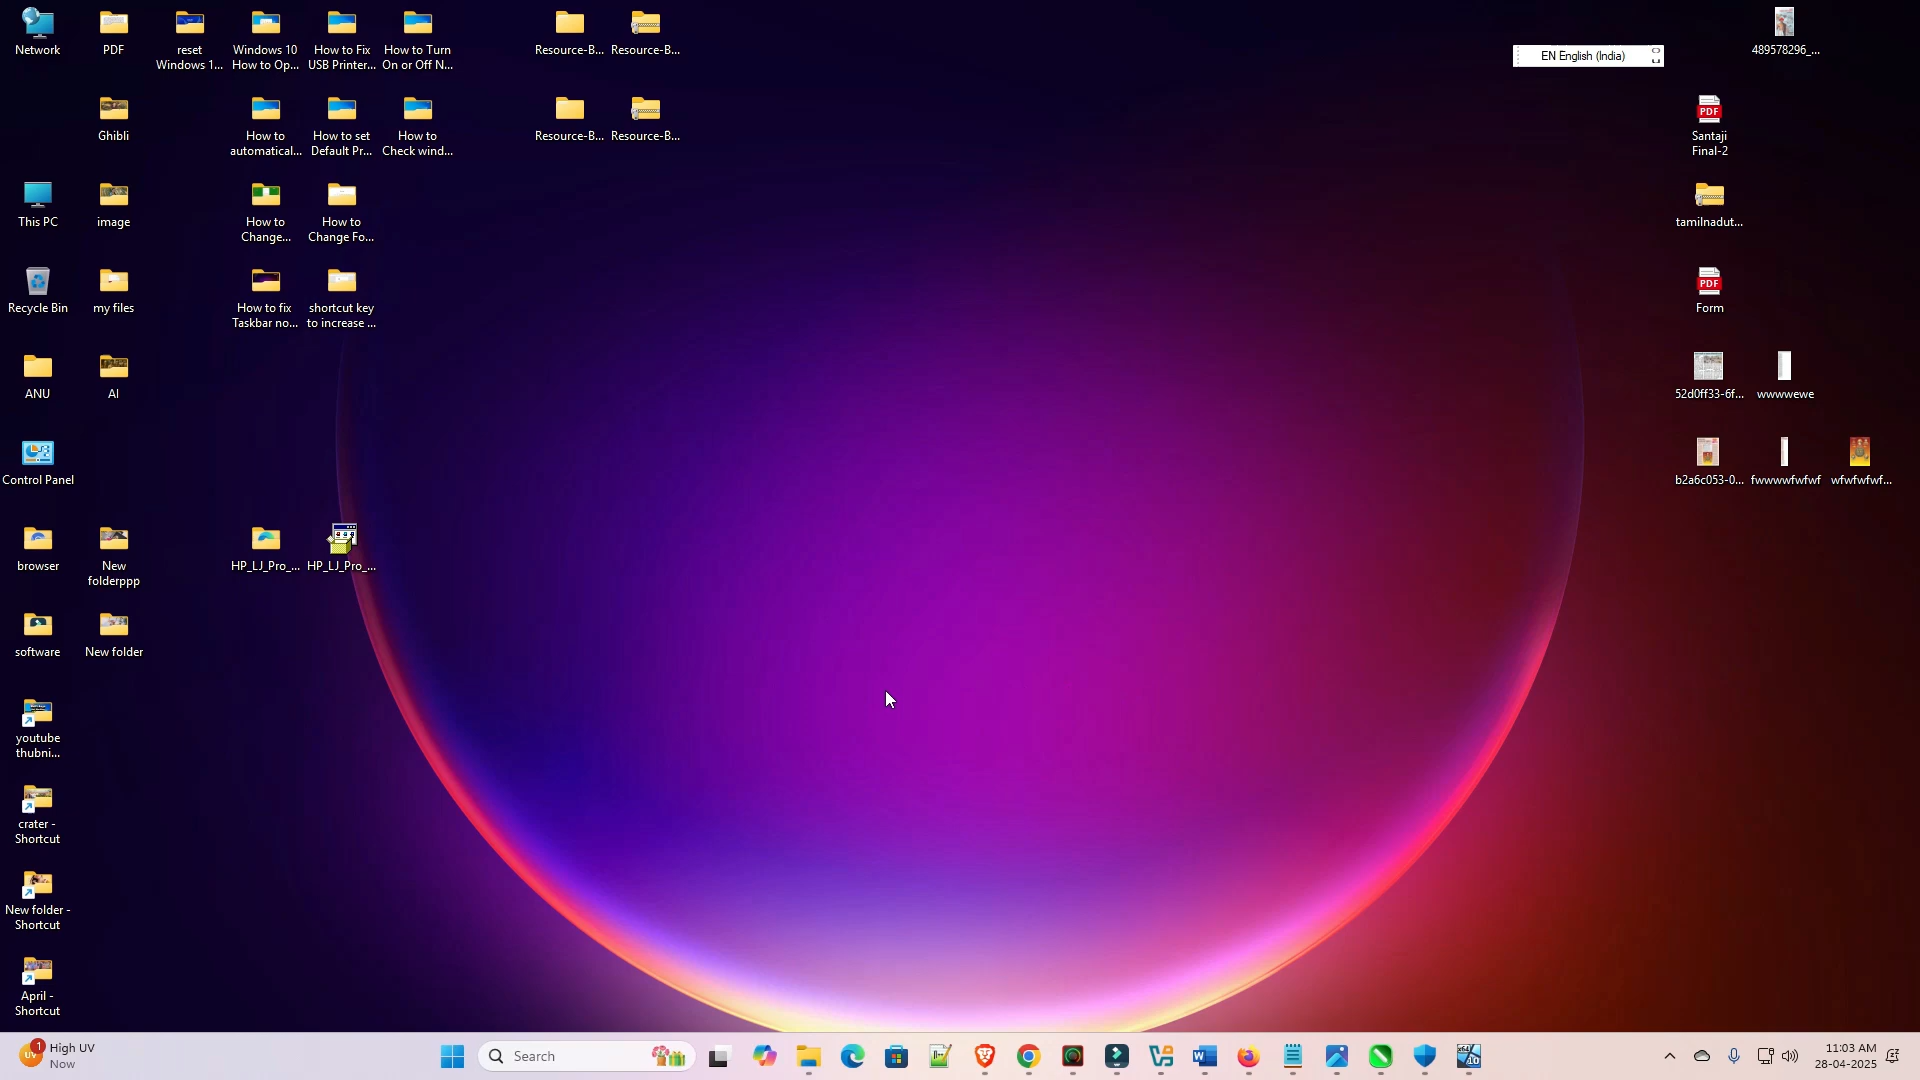 Network
PDF
reset
Windows 1...
Windows 10
How to Op...
How to Fix
USB Printer...
How to Turn
On or Off N...
Resource-B...
Resource-B...
EN English (India)
489578296_...
Ghibli
How to
automatical...
How to set
Default Pr...
How to
Check wind...
Resource-B...
Resource-B...
PDF
Santaji
Final-2
This PC
image
How to
Change...
How to
Change Fo...
tamilnadut...
Recycle Bin
my files
How to fix
Taskbar no...
shortcut key
to increase ...
PDF
Form
ANU
AI
52d0ff33-6f...
wwwwewe
Control Panel
b2a6c053-0...
fwwwwfwfwf
wfwfwfwf...
browser
New
folderppp
HP_LJ_Pro_...
HP_LJ_Pro_...
software
New folder
youtube
thubni...
crater -
Shortcut
New folder -
Shortcut
April -
Shortcut
UV
1
High UV
Now
Search
11:03 AM
28-04-2025